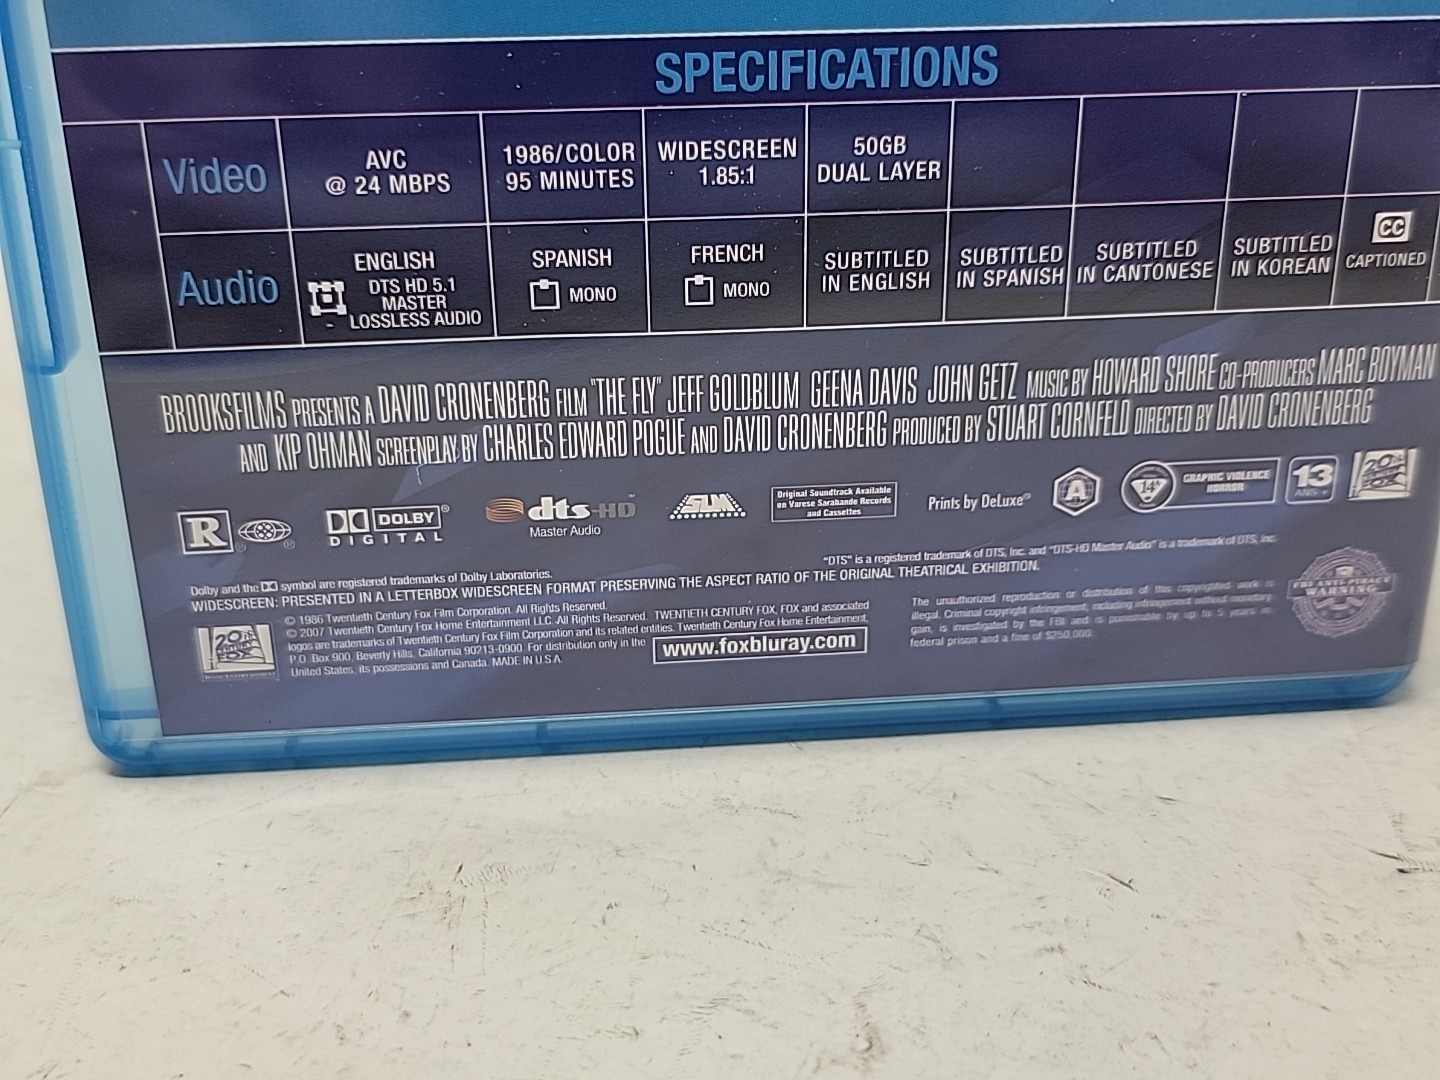 SPECIFICATIONS
Video
AVC
@ 24 MBPS
1986/COLOR
95 MINUTES
WIDESCREEN
1.85:1
50GB
DUAL LAYER
Audio
ENGLISH
DTS HD 5.1
MASTER
LOSSLESS AUDIO
SPANISH
MONO
FRENCH
MONO
SUBTITLED
IN ENGLISH
SUBTITLED
IN SPANISH
SUBTITLED
IN CANTONESE
SUBTITLED
IN KOREAN
CC
CAPTIONED
BROOKSFILMS PRESENTS A DAVID CRONENBERG FILM "THE FLY" JEFF GOLDBLUM GEENA DAVIS JOHN GETZ MUSIC BY HOWARD SHORE CO-PRODUCERS MARC BOYMAN
AND KIP OHMAN SCREENPLAY BY CHARLES EDWARD POGUE AND DAVID CRONENBERG PRODUCED BY STUART CORNFELD DIRECTED BY DAVID CRONENBERG
R
DOLBY
DIGITAL
dts-HD
Master Audio
SLM
Original Soundtrack Available
on Varese Sarabande Records
and Cassettes
Prints by DeLuxe®
A
14A
GRAPHIC VIOLENCE
HORROR
13
ANS +
20th
CENTURY
FOX
Dolby and the symbol are registered trademarks of Dolby Laboratories.
"DTS" is a registered trademark of DTS, Inc. and "DTS-HD Master Audio" is a trademark of DTS, Inc.
WIDESCREEN: PRESENTED IN A LETTERBOX WIDESCREEN FORMAT PRESERVING THE ASPECT RATIO OF THE ORIGINAL THEATRICAL EXHIBITION.
20th
CENTURY
FOX
HOME ENTERTAINMENT
© 1986 Twentieth Century Fox Film Corporation. All Rights Reserved.
© 2007 Twentieth Century Fox Home Entertainment LLC. All Rights Reserved. TWENTIETH CENTURY FOX, FOX and associated
logos are trademarks of Twentieth Century Fox Film Corporation and its related entities. Twentieth Century Fox Home Entertainment,
P.O. Box 900, Beverly Hills, California 90213-0900. For distribution only in the
United States, its possessions and Canada. MADE IN U.S.A.
www.foxbluray.com
The unauthorized reproduction or distribution of this copyrighted work is
illegal. Criminal copyright infringement, including infringement without monetary
gain, is investigated by the FBI and is punishable by up to 5 years in
federal prison and a fine of $250,000.
FBI ANTI-PIRACY
WARNING